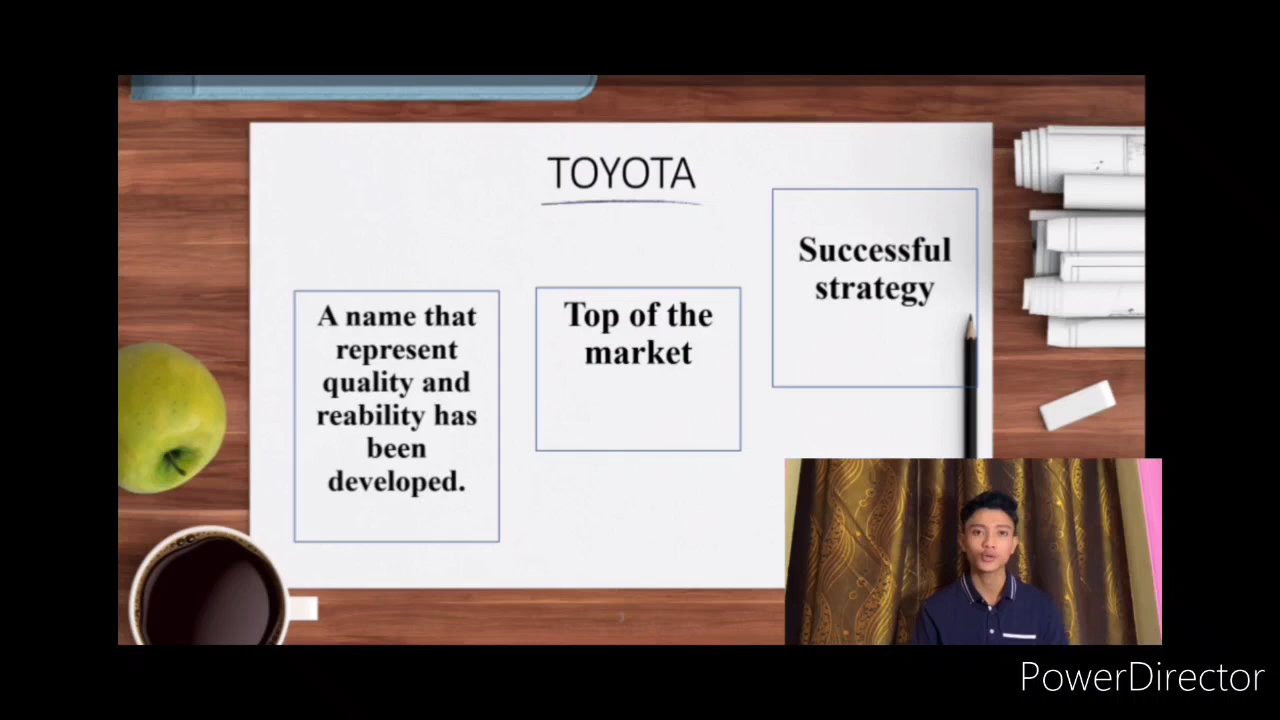 TOYOTA
A name that
represent
quality and
reability has
been
developed.
Top of the
market
Successful
strategy
PowerDirector